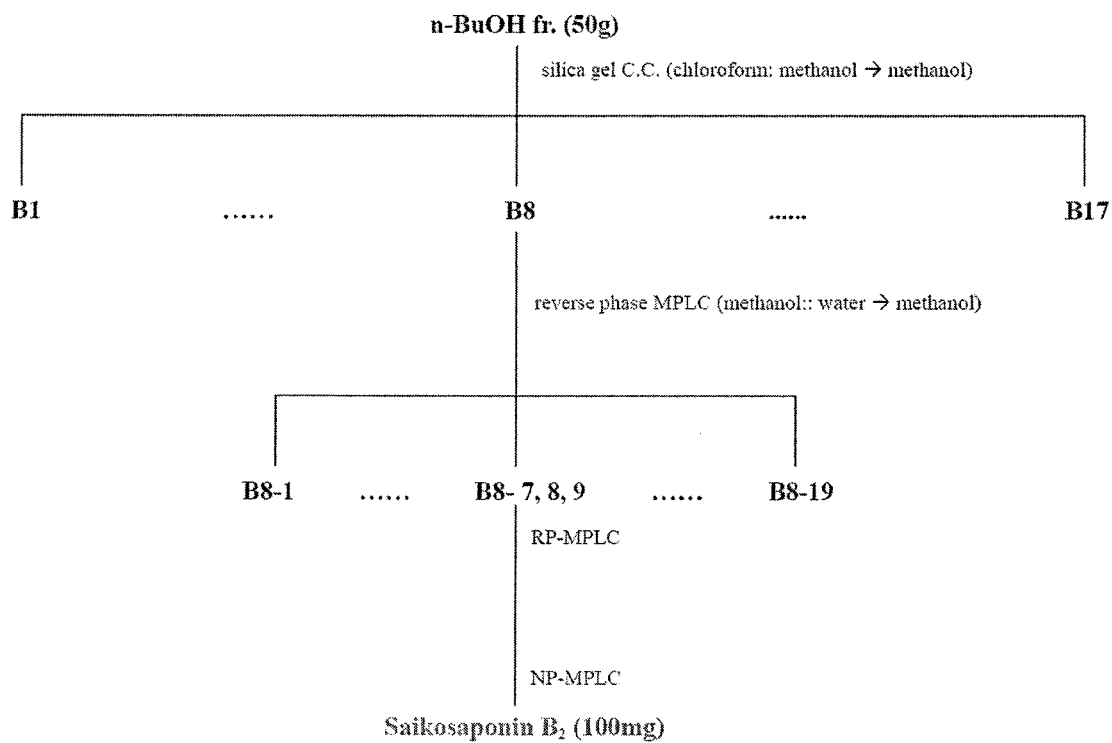 n-BuOH fr. (50g)
silica gel C.C. (chloroform: methanol → methanol)
B1 ...... B8 ...... B17
reverse phase MPLC (methanol:: water → methanol)
B8-1 ...... B8- 7, 8, 9 ...... B8-19
RP-MPLC
NP-MPLC
Saikosaponin B₂ (100mg)